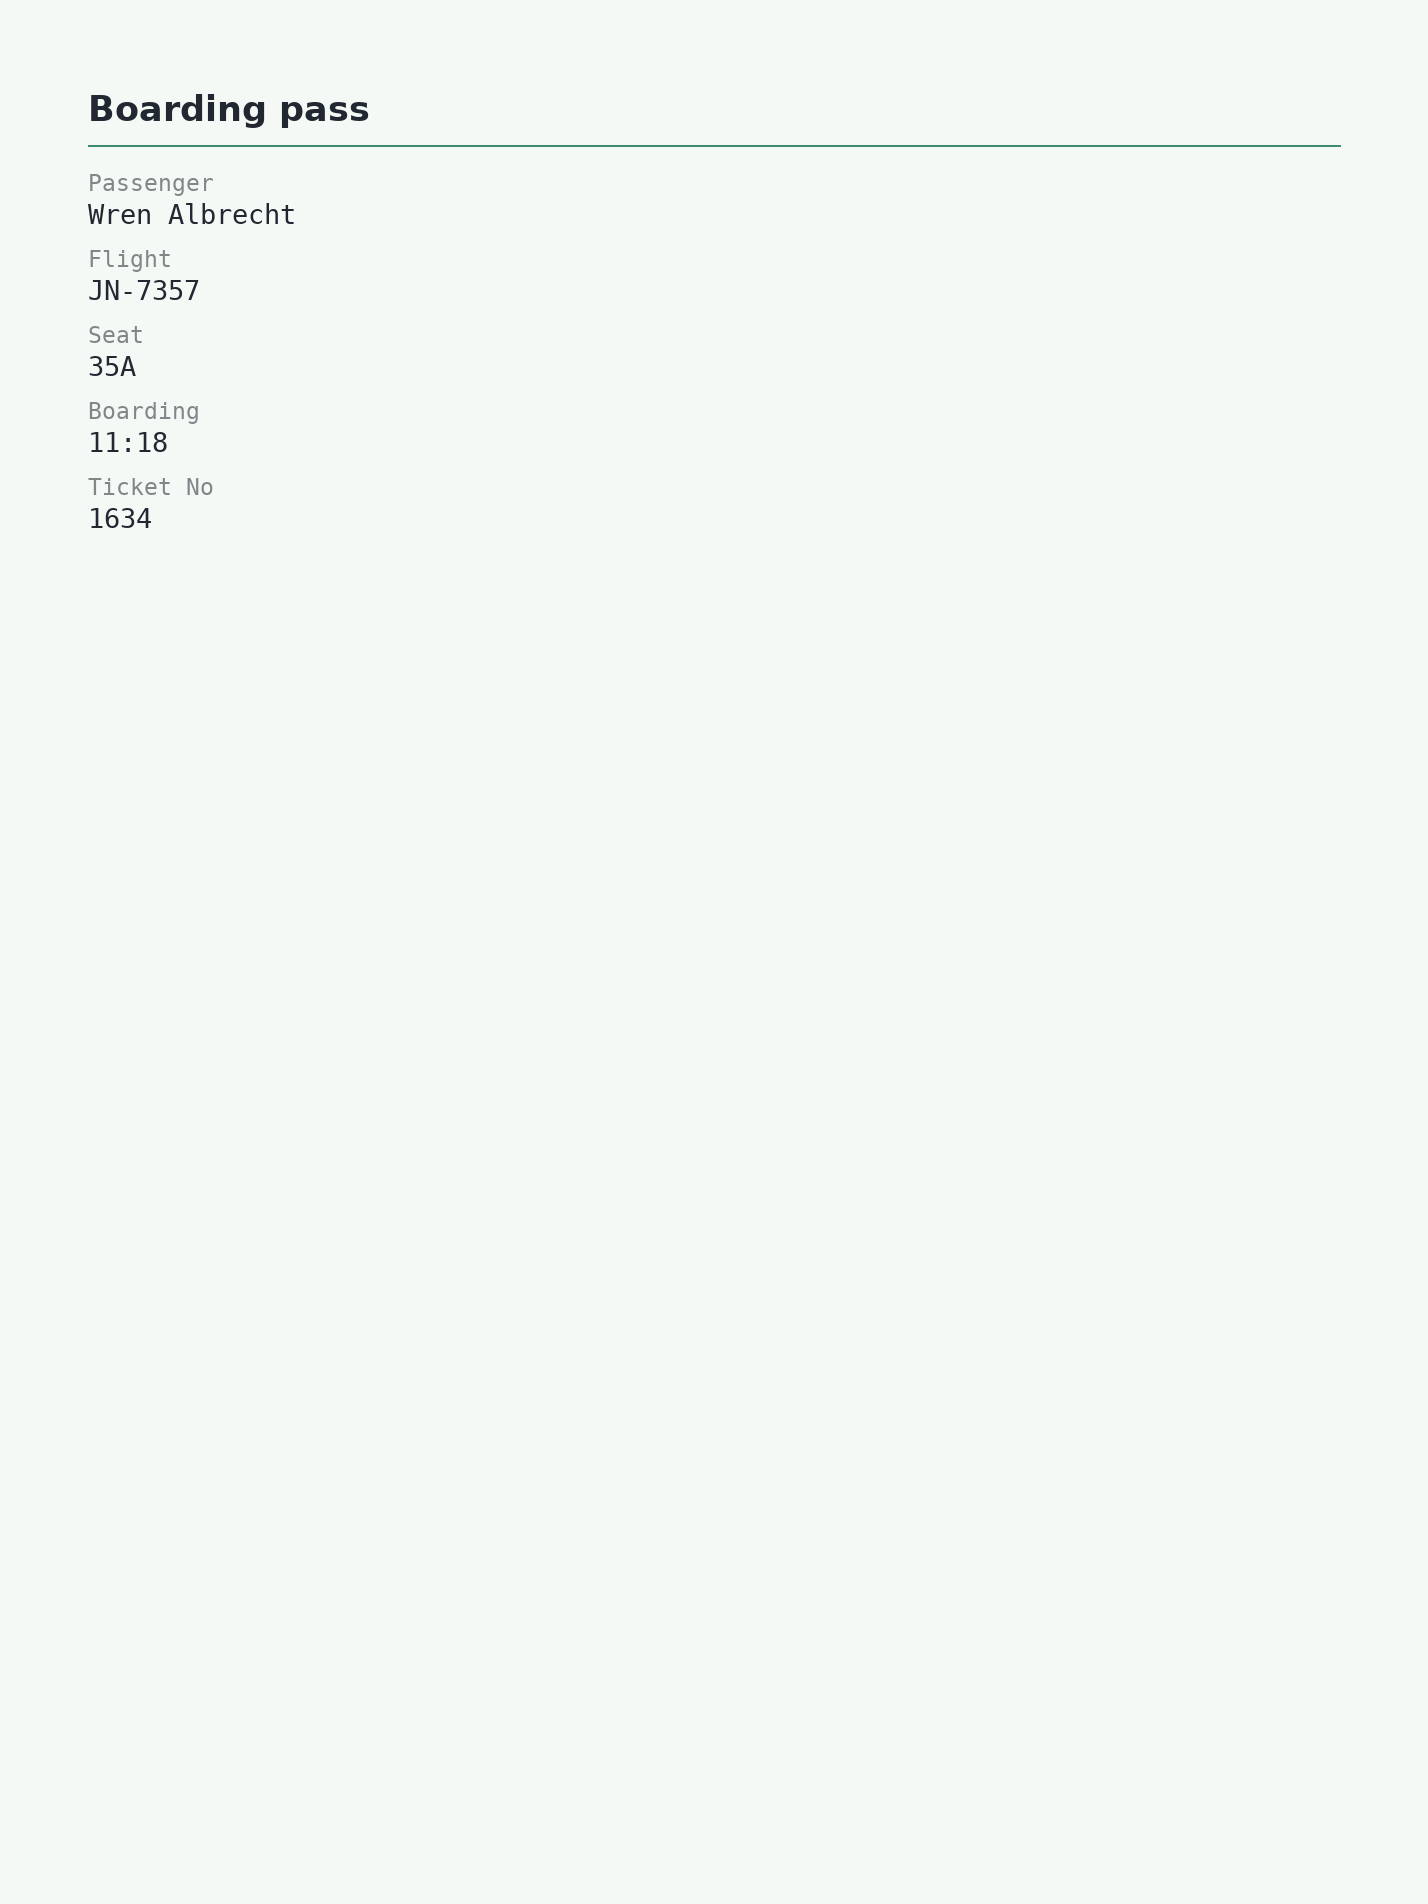 Boarding pass
Passenger
Wren Albrecht
Flight
JN-7357
Seat
35A
Boarding
11:18
Ticket No
1634